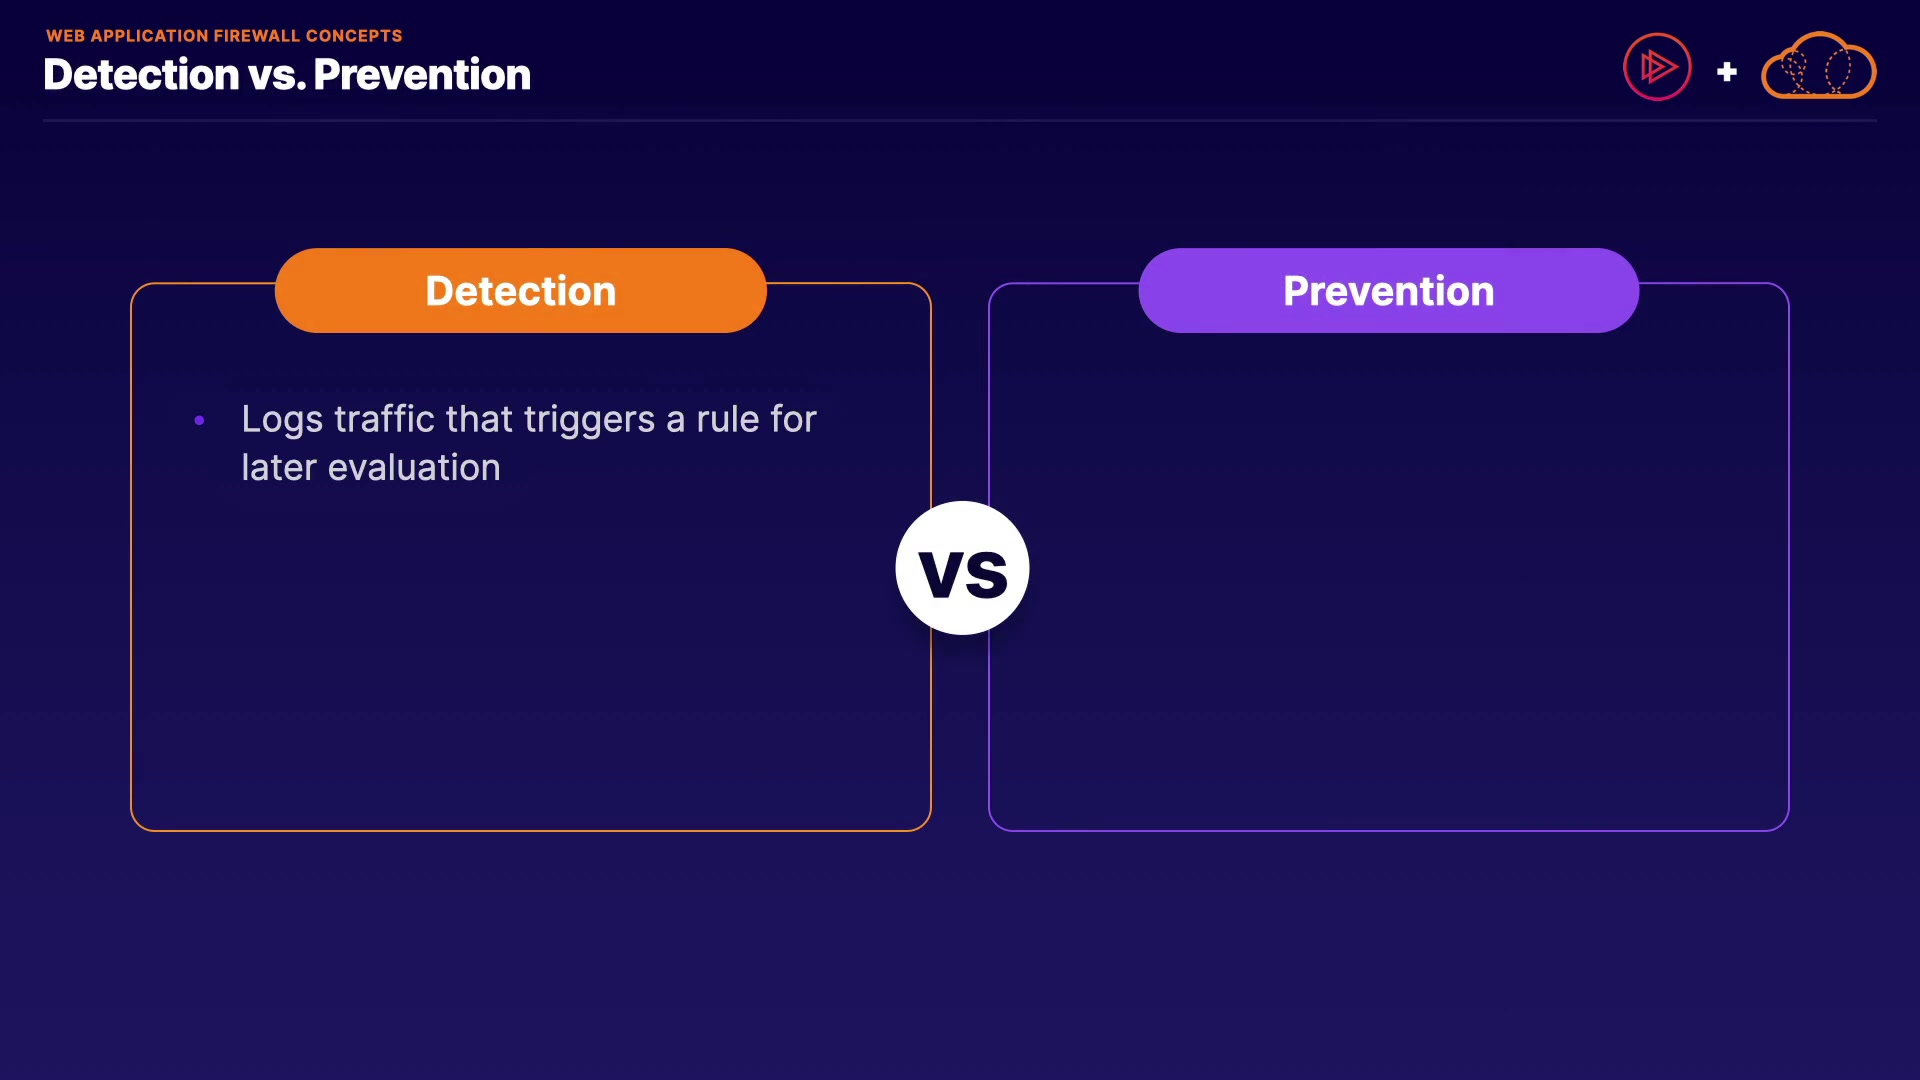 WEB APPLICATION FIREWALL CONCEPTS
Detection vs. Prevention
+
Detection
Prevention
• Logs traffic that triggers a rule for
later evaluation
VS